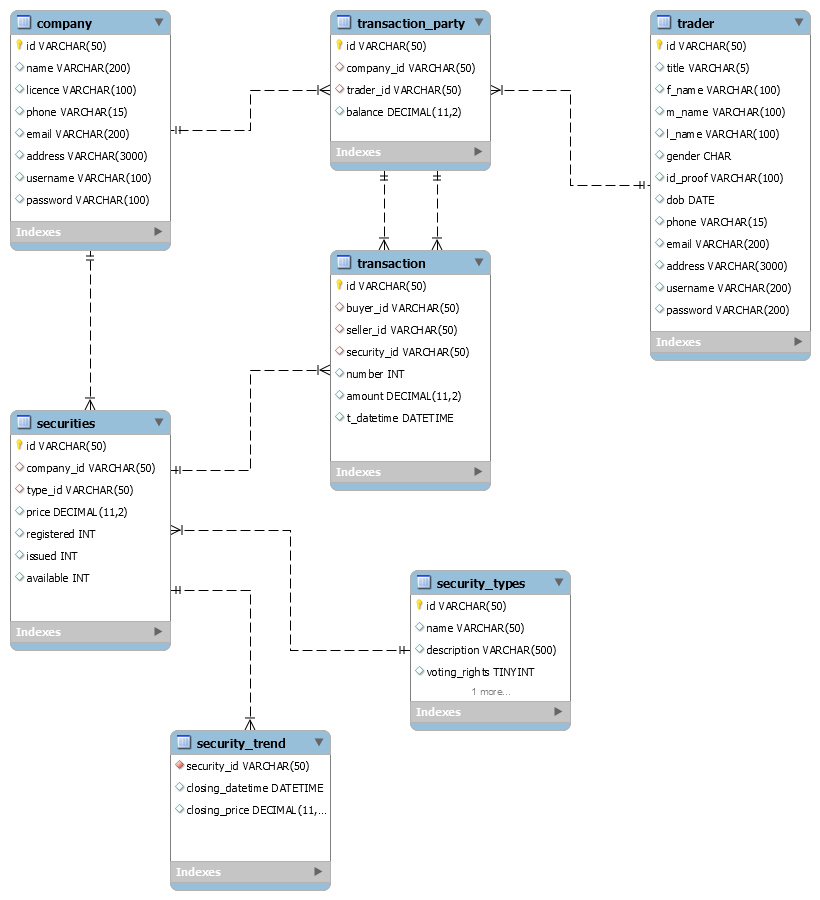 company
id VARCHAR(50)
name VARCHAR(200)
licence VARCHAR(100)
phone VARCHAR(15)
email VARCHAR(200)
address VARCHAR(3000)
username VARCHAR(100)
password VARCHAR(100)
Indexes
transaction_party
id VARCHAR(50)
company_id VARCHAR(50)
trader_id VARCHAR(50)
balance DECIMAL(11,2)
Indexes
trader
id VARCHAR(50)
title VARCHAR(5)
f_name VARCHAR(100)
m_name VARCHAR(100)
l_name VARCHAR(100)
gender CHAR
id_proof VARCHAR(100)
dob DATE
phone VARCHAR(15)
email VARCHAR(200)
address VARCHAR(3000)
username VARCHAR(200)
password VARCHAR(200)
Indexes
transaction
id VARCHAR(50)
buyer_id VARCHAR(50)
seller_id VARCHAR(50)
security_id VARCHAR(50)
number INT
amount DECIMAL(11,2)
t_datetime DATETIME
Indexes
securities
id VARCHAR(50)
company_id VARCHAR(50)
type_id VARCHAR(50)
price DECIMAL(11,2)
registered INT
issued INT
available INT
Indexes
security_types
id VARCHAR(50)
name VARCHAR(50)
description VARCHAR(500)
voting_rights TINYINT
1 more...
Indexes
security_trend
security_id VARCHAR(50)
closing_datetime DATETIME
closing_price DECIMAL(11,...
Indexes